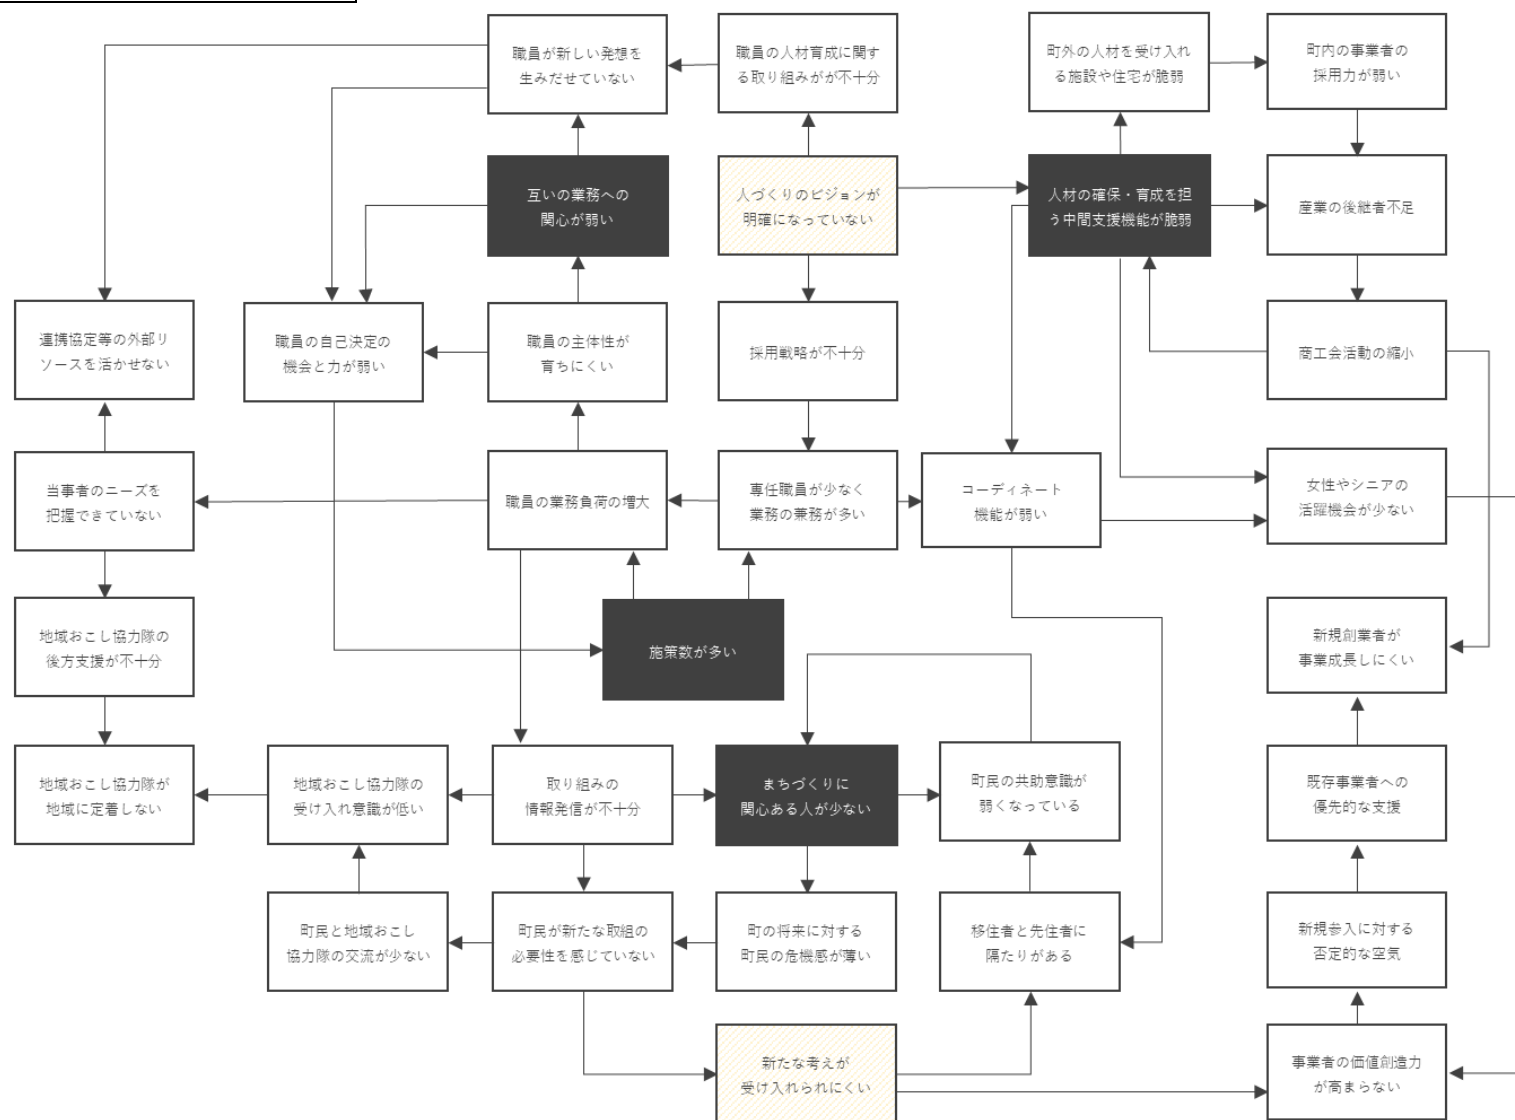 職員が新しい発想を
生みだせていない
職員の人材育成に関す
る取り組みがが不十分
町外の人材を受け入れ
る施設や住宅が脆弱
町内の事業者の
採用力が弱い
互いの業務への
関心が弱い
人づくりのビジョンが
明確になっていない
人材の確保・育成を担
う中間支援機能が脆弱
産業の後継者不足
連携協定等の外部リ
ソースを活かせない
職員の自己決定の
機会と力が弱い
職員の主体性が
育ちにくい
採用戦略が不十分
商工会活動の縮小
当事者のニーズを
把握できていない
職員の業務負荷の増大
専任職員が少なく
業務の兼務が多い
コーディネート
機能が弱い
女性やシニアの
活躍機会が少ない
地域おこし協力隊の
後方支援が不十分
施策数が多い
新規創業者が
事業成長しにくい
地域おこし協力隊が
地域に定着しない
地域おこし協力隊の
受け入れ意識が低い
取り組みの
情報発信が不十分
まちづくりに
関心ある人が少ない
町民の共助意識が
弱くなっている
既存事業者への
優先的な支援
町民と地域おこし
協力隊の交流が少ない
町民が新たな取組の
必要性を感じていない
町の将来に対する
町民の危機感が薄い
移住者と先住者に
隔たりがある
新規参入に対する
否定的な空気
新たな考えが
受け入れられにくい
事業者の価値創造力
が高まらない